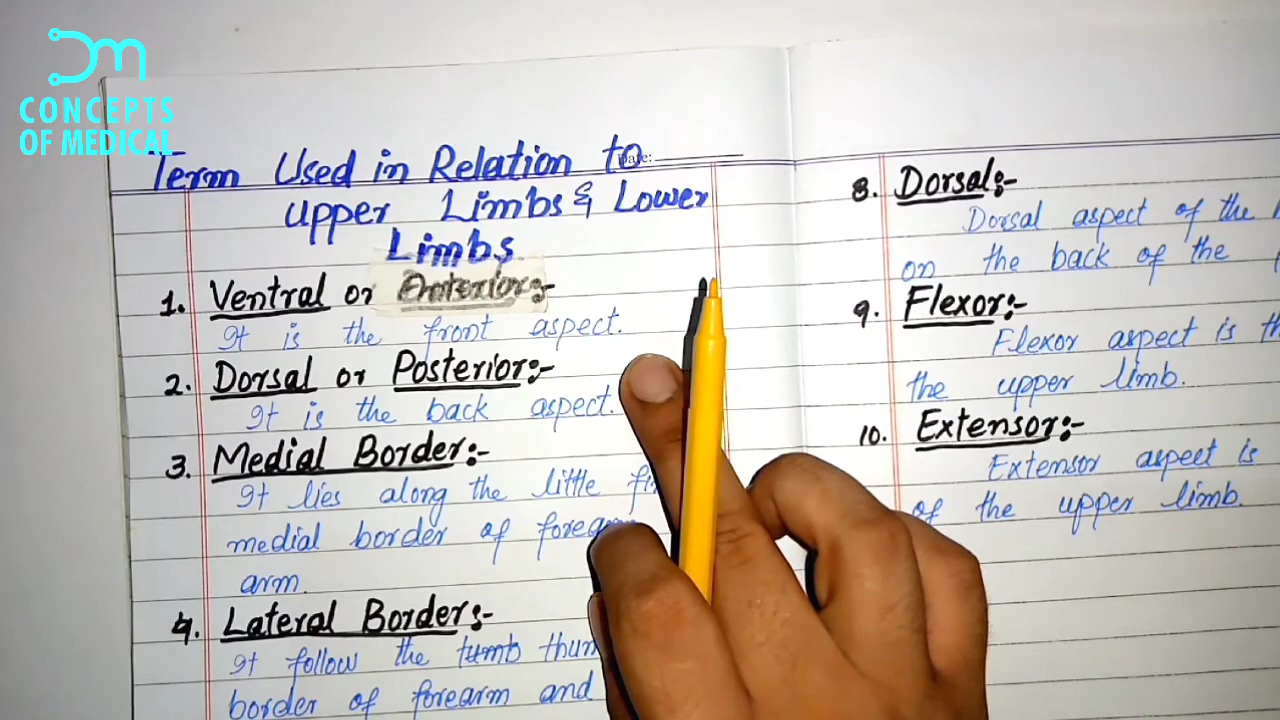 DM
CONCEPTS
OF MEDICAL
Date:
Term Used in Relation to
Upper Limbs & Lower
Limbs
1. Ventral or Anterior:-
It is the front aspect.
2. Dorsal or Posterior:-
It is the back aspect.
3. Medial Border:-
It lies along the little
medial border of forearm
arm.
4. Lateral Border:-
It follow the tumb
border of forearm and
8. Dorsal:-
Dorsal aspect of the
on the back of the
9. Flexor:-
Flexor aspect is
the upper limb.
10. Extensor:-
Extensor aspect is
of the upper limb.